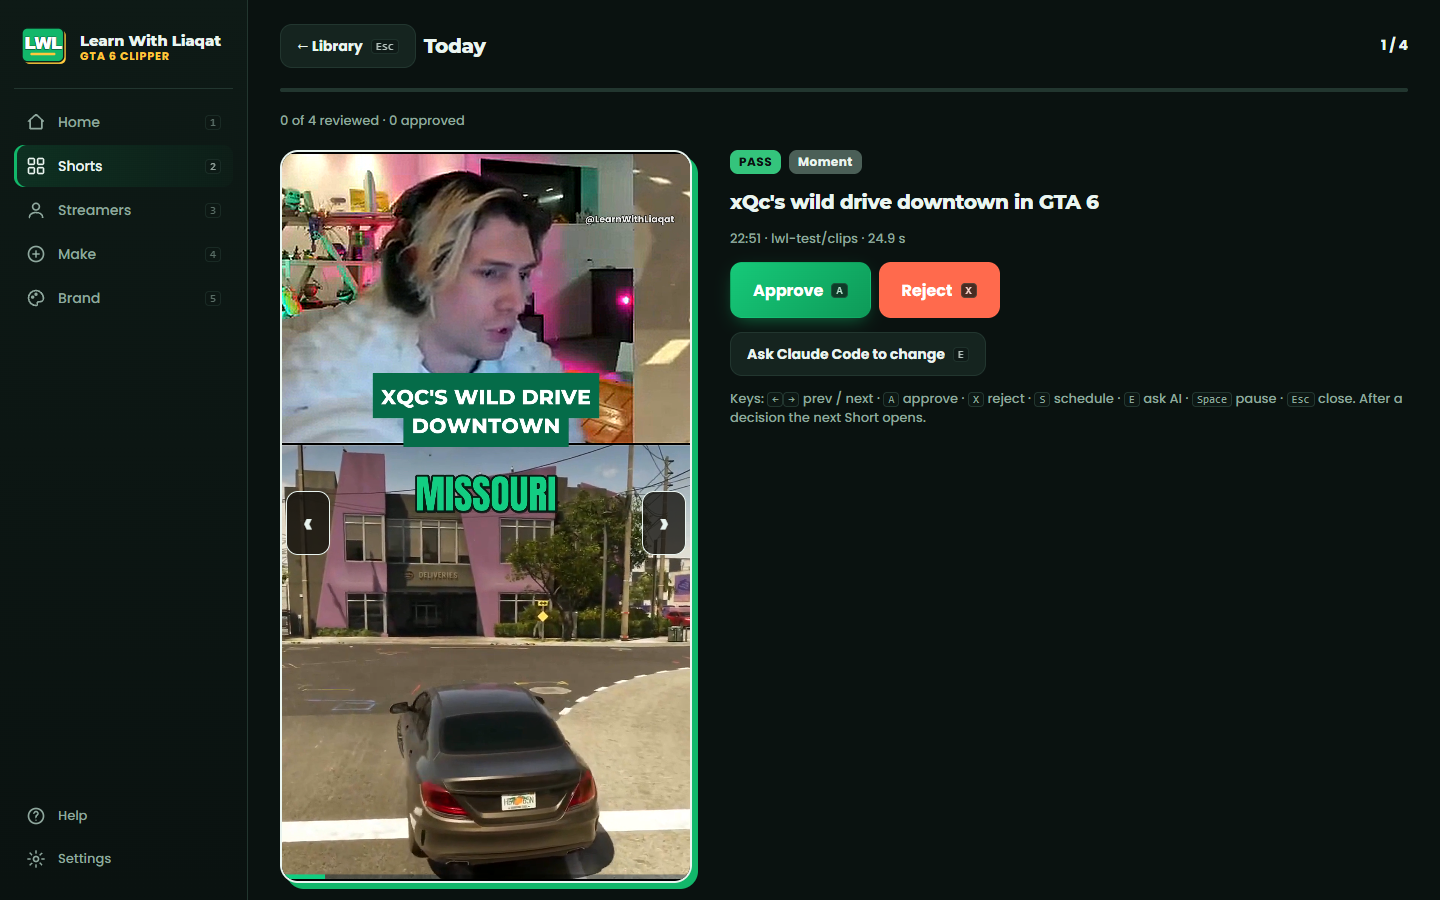 LWL
Learn With Liaqat
GTA 6 CLIPPER
Home 1
Shorts 2
Streamers 3
Make 4
Brand 5
Help
Settings
← Library Esc
Today
1 / 4
0 of 4 reviewed · 0 approved
@LearnWithLiaqat
XQC'S WILD DRIVE
DOWNTOWN
MISSOURI
DELIVERIES
PASS
Moment
xQc's wild drive downtown in GTA 6
22:51 · lwl-test/clips · 24.9 s
Approve A
Reject X
Ask Claude Code to change E
Keys: ← → prev / next · A approve · X reject · S schedule · E ask AI · Space pause · Esc close. After a
decision the next Short opens.